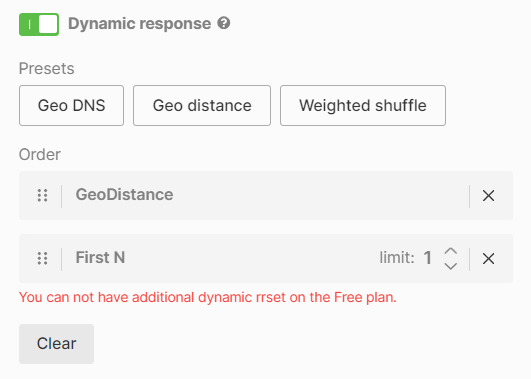 Dynamic response ?
Presets
Geo DNS Geo distance Weighted shuffle
Order
GeoDistance
First N limit: 1
You can not have additional dynamic rrset on the Free plan.
Clear